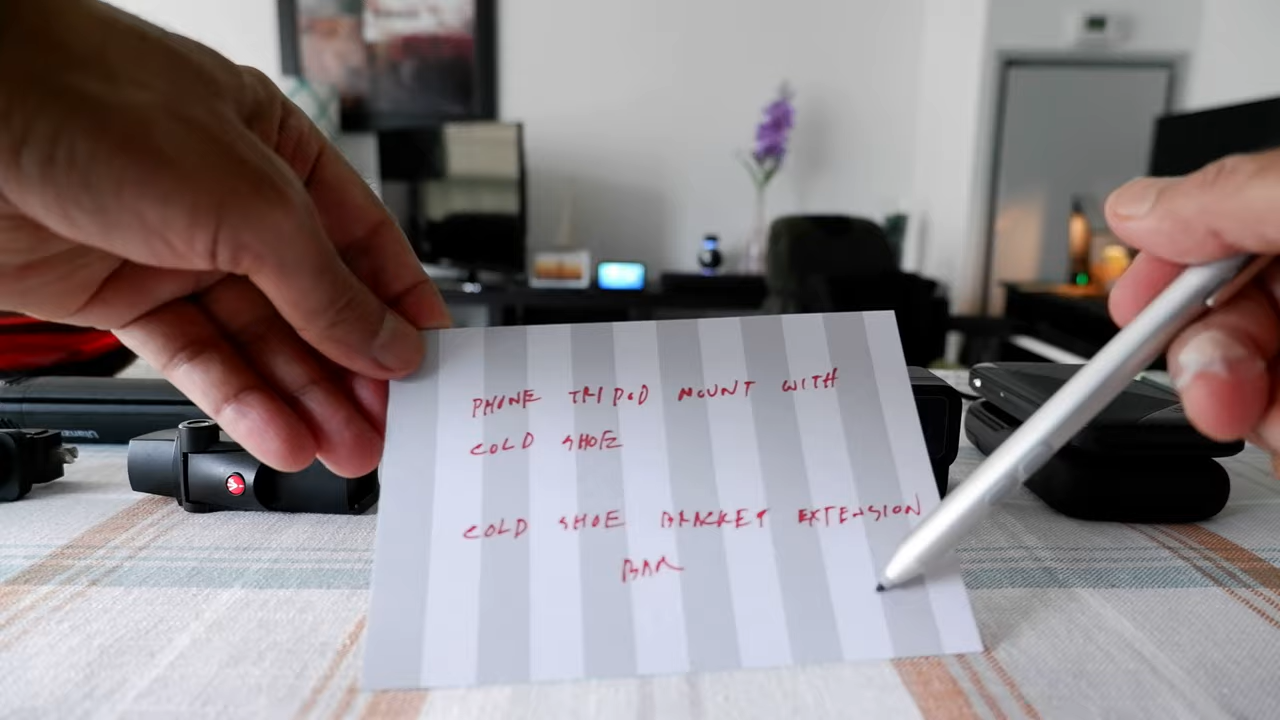 PHONE TRIPOD MOUNT WITH
COLD SHOE
COLD SHOE BRACKET EXTENSION
BAR